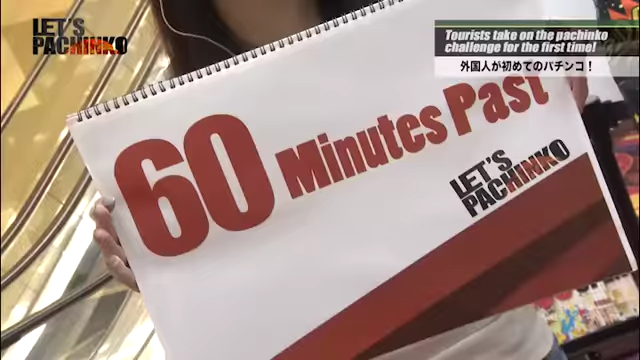 LET'S
PACHINKO
Tourists take on the pachinko
challenge for the first time!
外国人が初めてのパチンコ！
60 Minutes Past
LET'S
PACHINKO